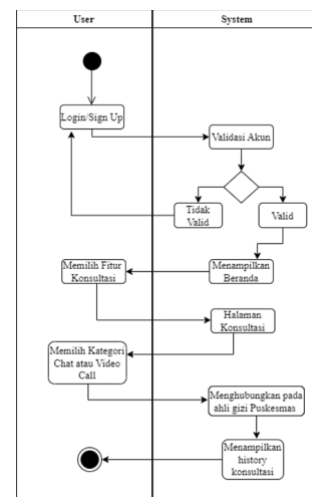 User
System
Login/Sign Up
Validasi Akun
Tidak
Valid
Valid
Menampilkan
Beranda
Memilih Fitur
Konsultasi
Halaman
Konsultasi
Memilih Kategori
Chat atau Video
Call
Menghubungkan pada
ahli gizi Puskesmas
Menampilkan
history
konsultasi